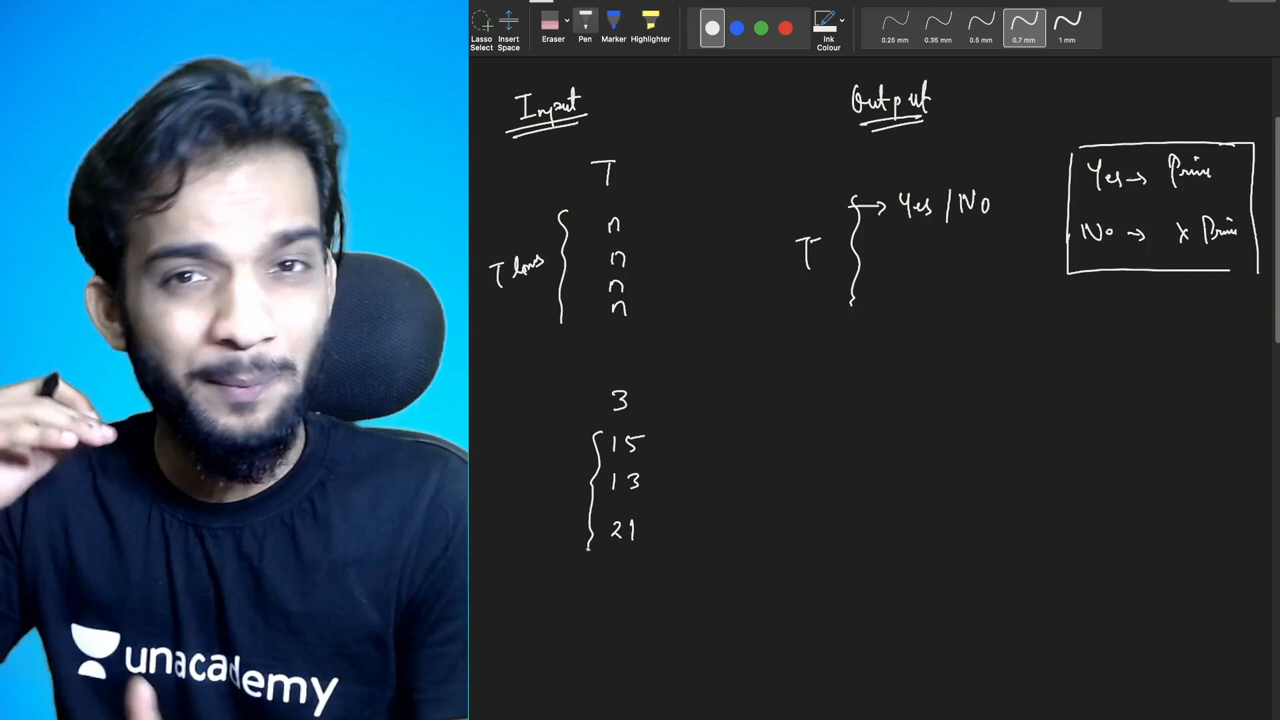 Lasso Select
Insert Space
Eraser
Pen
Marker
Highlighter
Ink Colour
0.25 mm
0.35 mm
0.5 mm
0.7 mm
1 mm
Input
T
T lines
n
n
n
n
3
15
13
21
Output
T
→ Yes / No
Yes → Prime
No → x Prime
unacademy